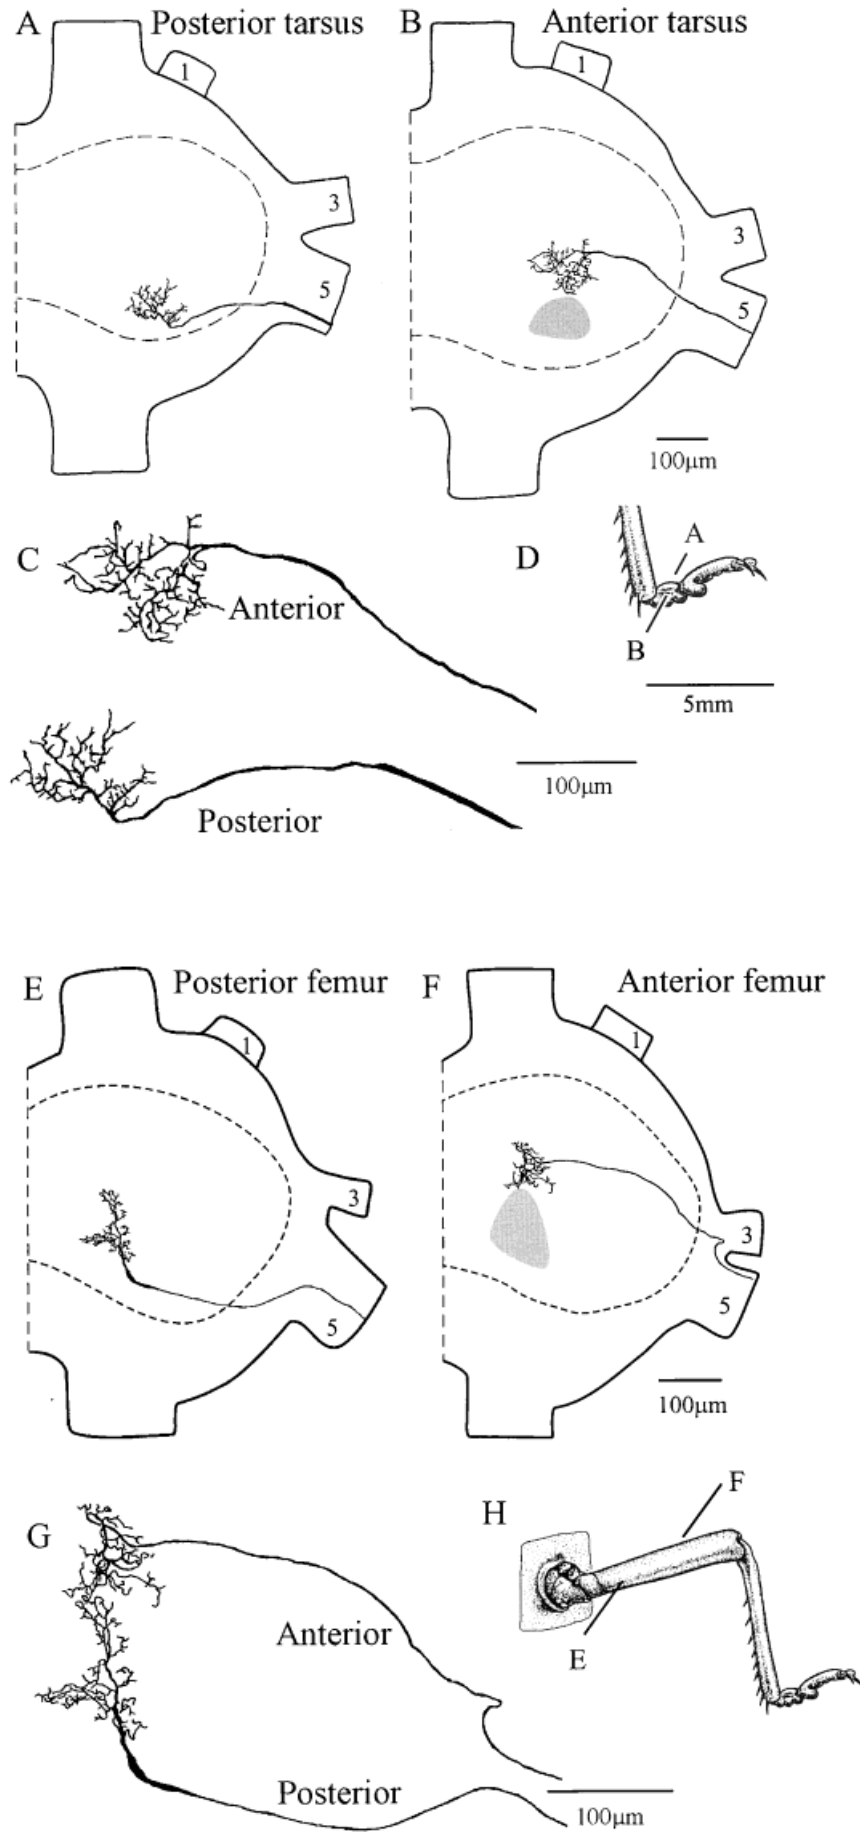 A Posterior tarsus B Anterior tarsus
1 1
3 3
5 5
100μm
C D A
Anterior
B
5mm
100μm
Posterior
E Posterior femur F Anterior femur
1 1
3 3
5 5
100μm
G H F
Anterior
E
Posterior
100μm